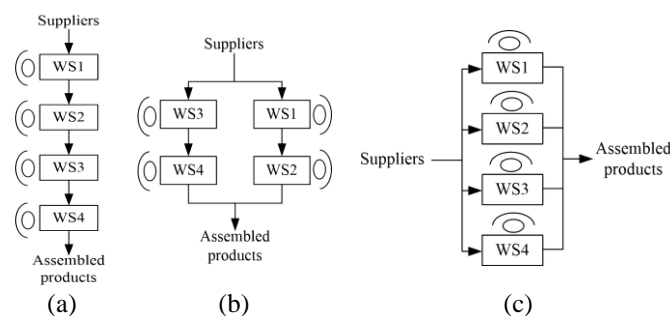 Suppliers
WS1
WS2
WS3
WS4
Assembled
products
(a)
Suppliers
WS3
WS1
WS4
WS2
Assembled
products
(b)
WS1
WS2
Suppliers
Assembled
products
WS3
WS4
(c)